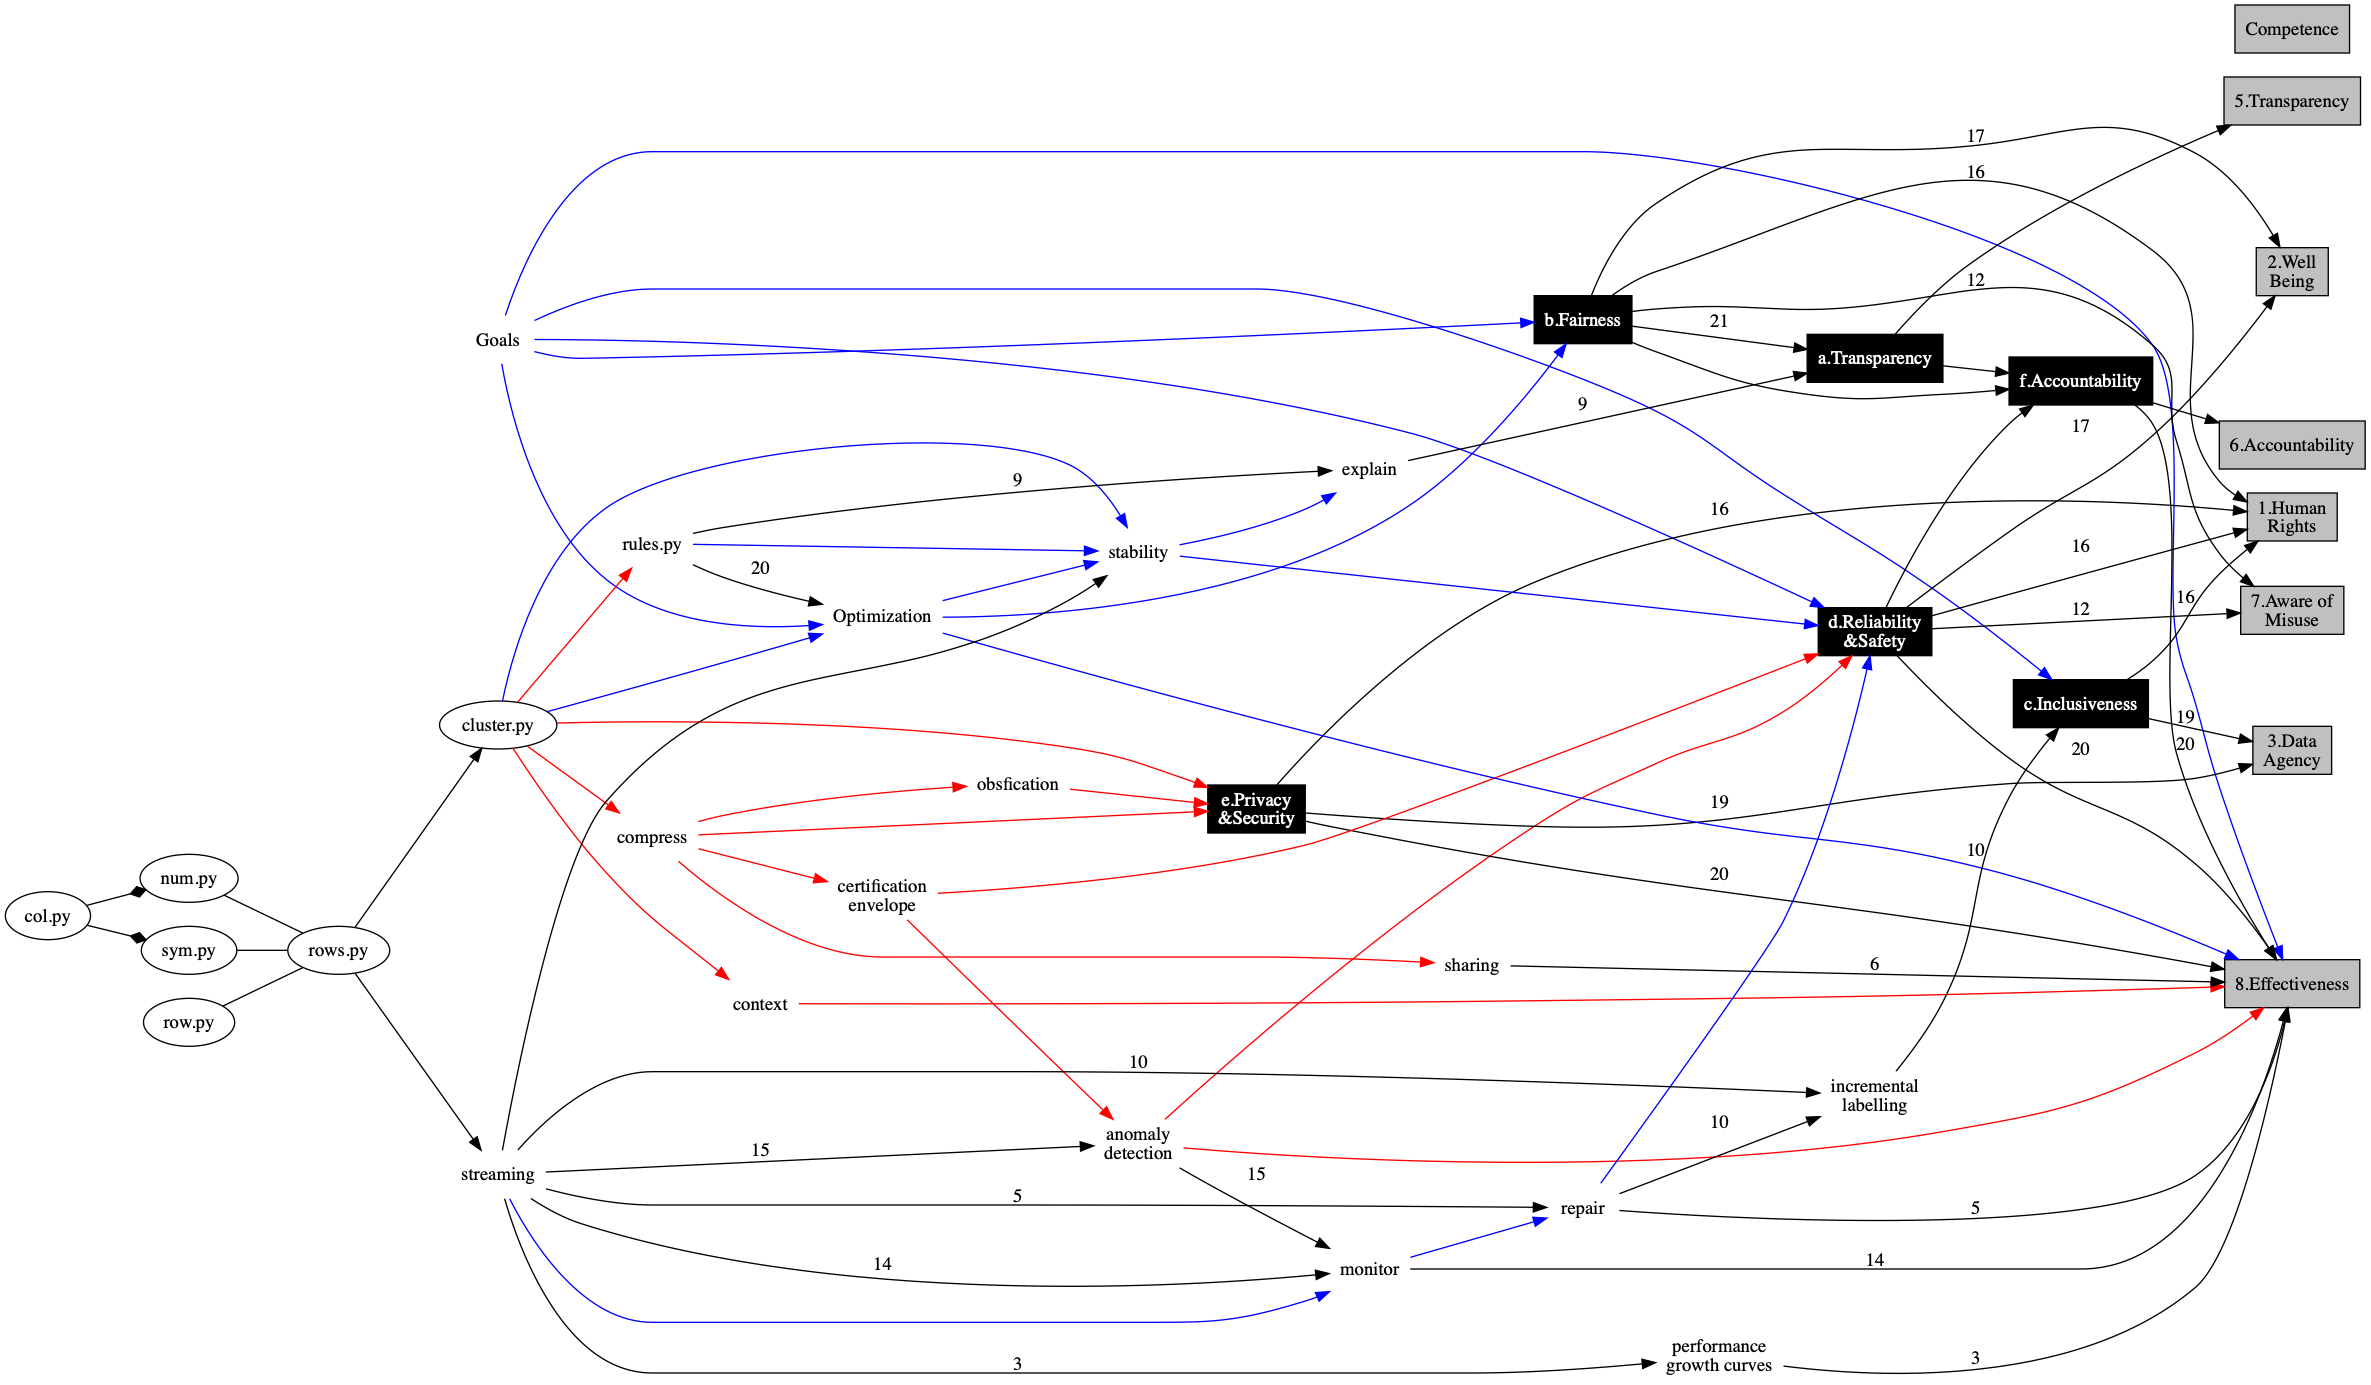 Competence
5.Transparency
17
16
2.Well
Being
12
b.Fairness
21
Goals
a.Transparency
f.Accountability
9
17
6.Accountability
explain
9
16
1.Human
Rights
rules.py
stability
16
20
16
7.Aware of
Misuse
12
Optimization
d.Reliability
&Safety
c.Inclusiveness
19
cluster.py
20
20
3.Data
Agency
obsfication
e.Privacy
&Security
19
compress
10
num.py
certification
envelope
20
col.py
sym.py
rows.py
sharing
6
8.Effectiveness
context
row.py
10
incremental
labelling
10
anomaly
detection
15
15
streaming
5
repair
5
14
monitor
14
performance
growth curves
3
3